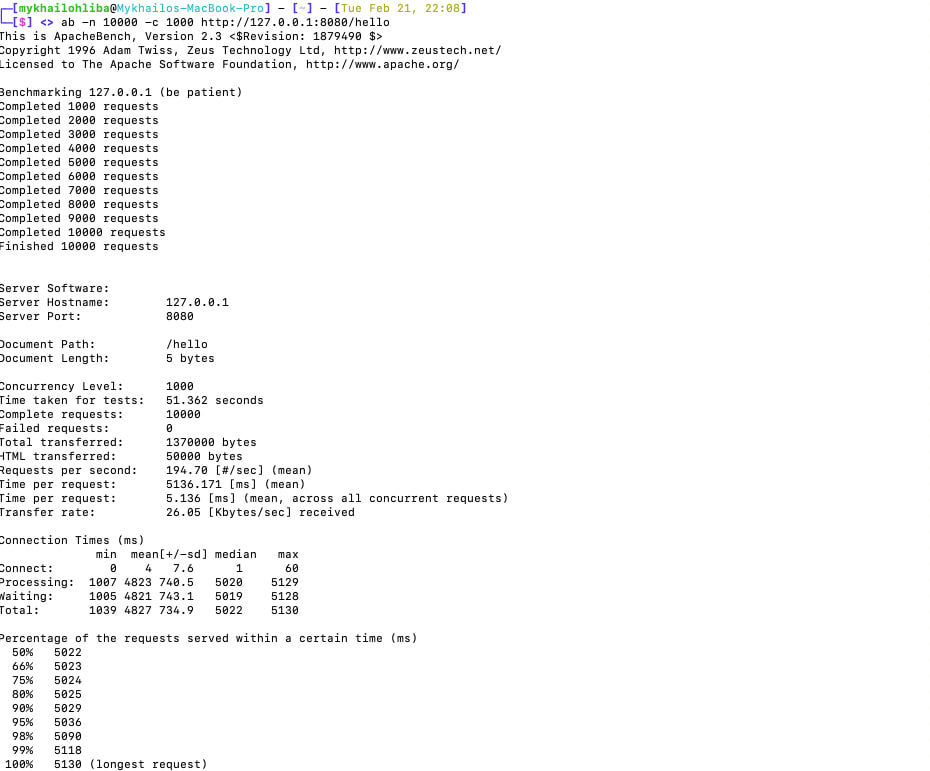 ┌─[mykhailohliba@Mykhailos-MacBook-Pro] - [~] - [Tue Feb 21, 22:08]
└─[$] <> ab -n 10000 -c 1000 http://127.0.0.1:8080/hello
This is ApacheBench, Version 2.3 <$Revision: 1879490 $>
Copyright 1996 Adam Twiss, Zeus Technology Ltd, http://www.zeustech.net/
Licensed to The Apache Software Foundation, http://www.apache.org/

Benchmarking 127.0.0.1 (be patient)
Completed 1000 requests
Completed 2000 requests
Completed 3000 requests
Completed 4000 requests
Completed 5000 requests
Completed 6000 requests
Completed 7000 requests
Completed 8000 requests
Completed 9000 requests
Completed 10000 requests
Finished 10000 requests


Server Software:
Server Hostname:        127.0.0.1
Server Port:            8080

Document Path:          /hello
Document Length:        5 bytes

Concurrency Level:      1000
Time taken for tests:   51.362 seconds
Complete requests:      10000
Failed requests:        0
Total transferred:      1370000 bytes
HTML transferred:       50000 bytes
Requests per second:    194.70 [#/sec] (mean)
Time per request:       5136.171 [ms] (mean)
Time per request:       5.136 [ms] (mean, across all concurrent requests)
Transfer rate:          26.05 [Kbytes/sec] received

Connection Times (ms)
              min  mean[+/-sd] median   max
Connect:        0    4   7.6      1      60
Processing:  1007 4823 740.5   5020    5129
Waiting:     1005 4821 743.1   5019    5128
Total:       1039 4827 734.9   5022    5130

Percentage of the requests served within a certain time (ms)
  50%   5022
  66%   5023
  75%   5024
  80%   5025
  90%   5029
  95%   5036
  98%   5090
  99%   5118
 100%   5130 (longest request)